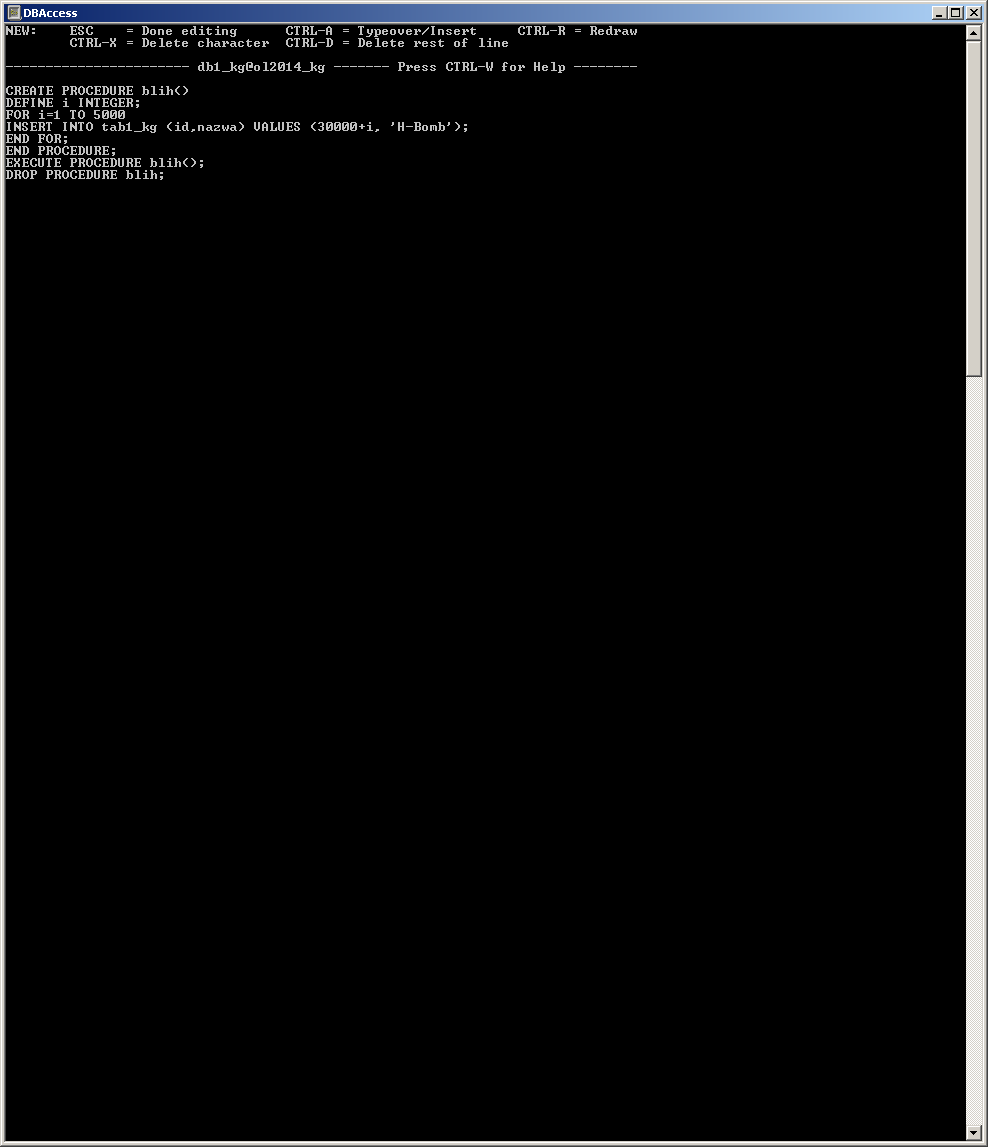 DBAccess
NEW:    ESC    = Done editing      CTRL-A = Typeover/Insert     CTRL-R = Redraw
        CTRL-X = Delete character  CTRL-D = Delete rest of line
----------------------- db1_kg@ol2014_kg ------- Press CTRL-W for Help --------
CREATE PROCEDURE blih()
DEFINE i INTEGER;
FOR i=1 TO 5000
INSERT INTO tab1_kg (id,nazwa) VALUES (30000+i, 'H-Bomb');
END FOR;
END PROCEDURE;
EXECUTE PROCEDURE blih();
DROP PROCEDURE blih;